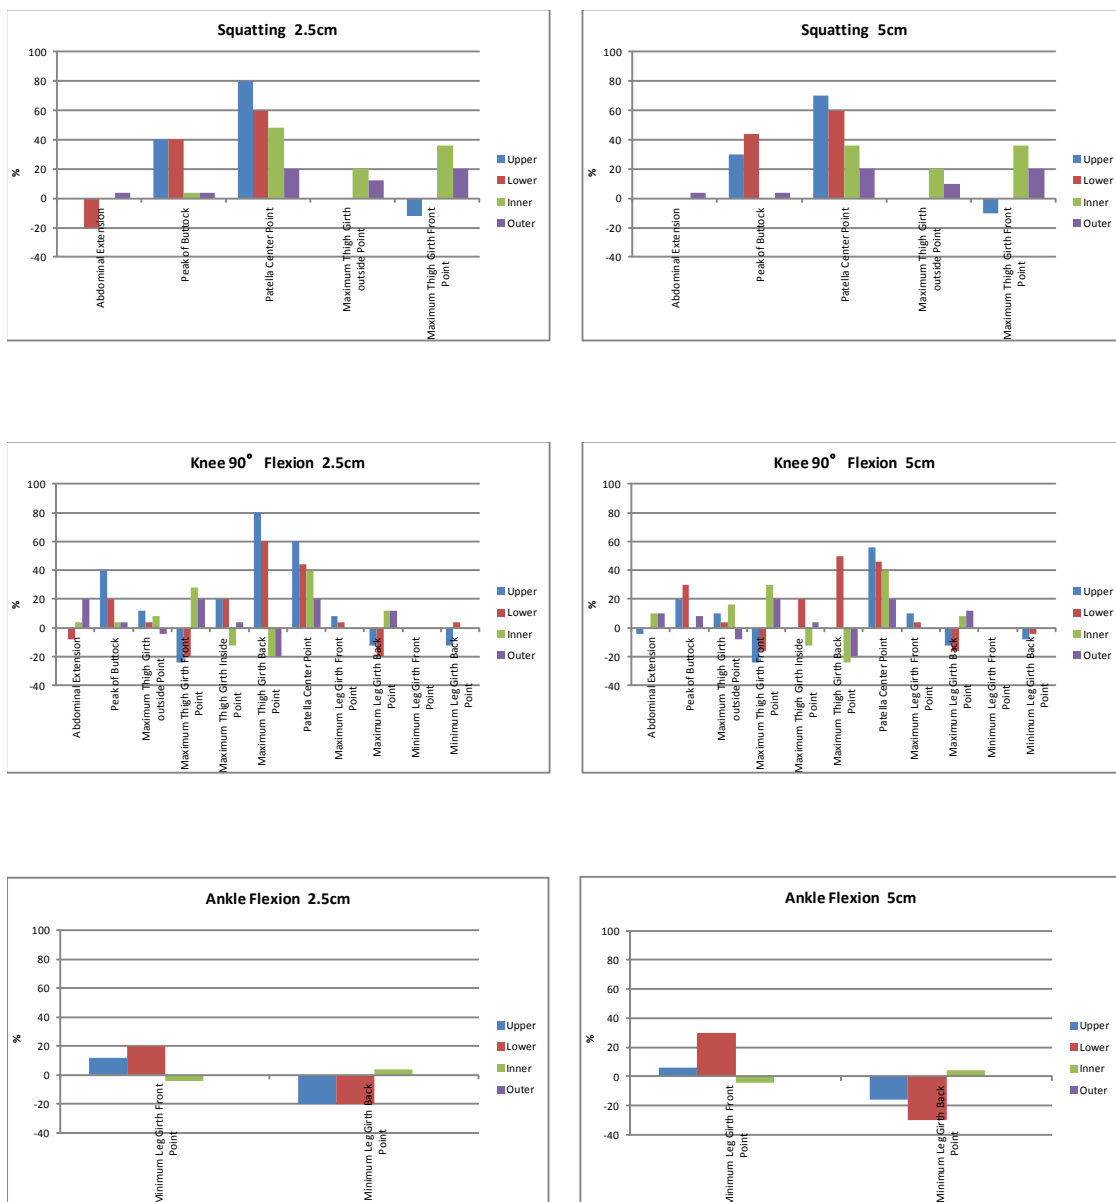 Squatting 2.5cm
100
80
60
40
20
0
-20
-40
%
Abdominal Extension
Peak of Buttock
Patella Center Point
Maximum Thigh Girth
outside Point
Maximum Thigh Girth Front
Point
Upper
Lower
Inner
Outer
Squatting 5cm
100
80
60
40
20
0
-20
-40
%
Abdominal Extension
Peak of Buttock
Patella Center Point
Maximum Thigh Girth
outside Point
Maximum Thigh Girth Front
Point
Upper
Lower
Inner
Outer
Knee 90° Flexion 2.5cm
100
80
60
40
20
0
-20
-40
%
Abdominal Extension
Peak of Buttock
Maximum Thigh Girth
outside Point
Maximum Thigh Girth Front
Point
Maximum Thigh Girth Inside
Point
Maximum Thigh Girth Back
Point
Patella Center Point
Maximum Leg Girth Front
Point
Maximum Leg Girth Back
Point
Minimum Leg Girth Front
Point
Minimum Leg Girth Back
Point
Upper
Lower
Inner
Outer
Knee 90° Flexion 5cm
100
80
60
40
20
0
-20
-40
%
Abdominal Extension
Peak of Buttock
Maximum Thigh Girth
outside Point
Maximum Thigh Girth Front
Point
Maximum Thigh Girth Inside
Point
Maximum Thigh Girth Back
Point
Patella Center Point
Maximum Leg Girth Front
Point
Maximum Leg Girth Back
Point
Minimum Leg Girth Front
Point
Minimum Leg Girth Back
Point
Upper
Lower
Inner
Outer
Ankle Flexion 2.5cm
100
80
60
40
20
0
-20
-40
%
Minimum Leg Girth Front
Point
Minimum Leg Girth Back
Point
Upper
Lower
Inner
Outer
Ankle Flexion 5cm
100
80
60
40
20
0
-20
-40
%
Minimum Leg Girth Front
Point
Minimum Leg Girth Back
Point
Upper
Lower
Inner
Outer